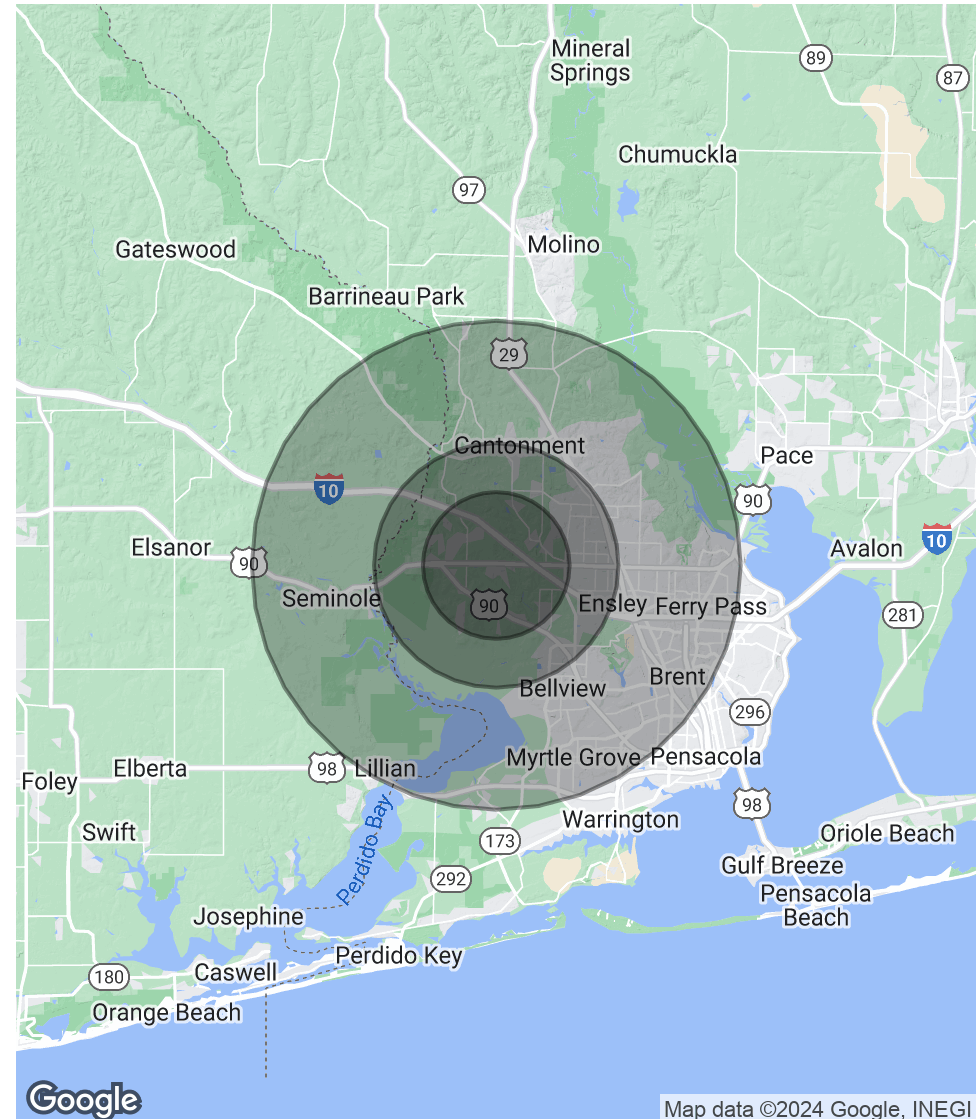 Mineral
Springs
89
87
Chumuckla
97
Molino
Gateswood
Barrineau Park
29
Cantonment
Pace
10
90
10
Elsanor
90
Avalon
Seminole
90
Ensley
Ferry Pass
281
Brent
Bellview
296
Myrtle Grove
Pensacola
98
Lillian
Elberta
Foley
98
Perdido Bay
Warrington
Swift
173
Oriole Beach
Gulf Breeze
292
Pensacola
Beach
Josephine
Perdido Key
Caswell
180
Orange Beach
Google
Map data ©2024 Google, INEGI